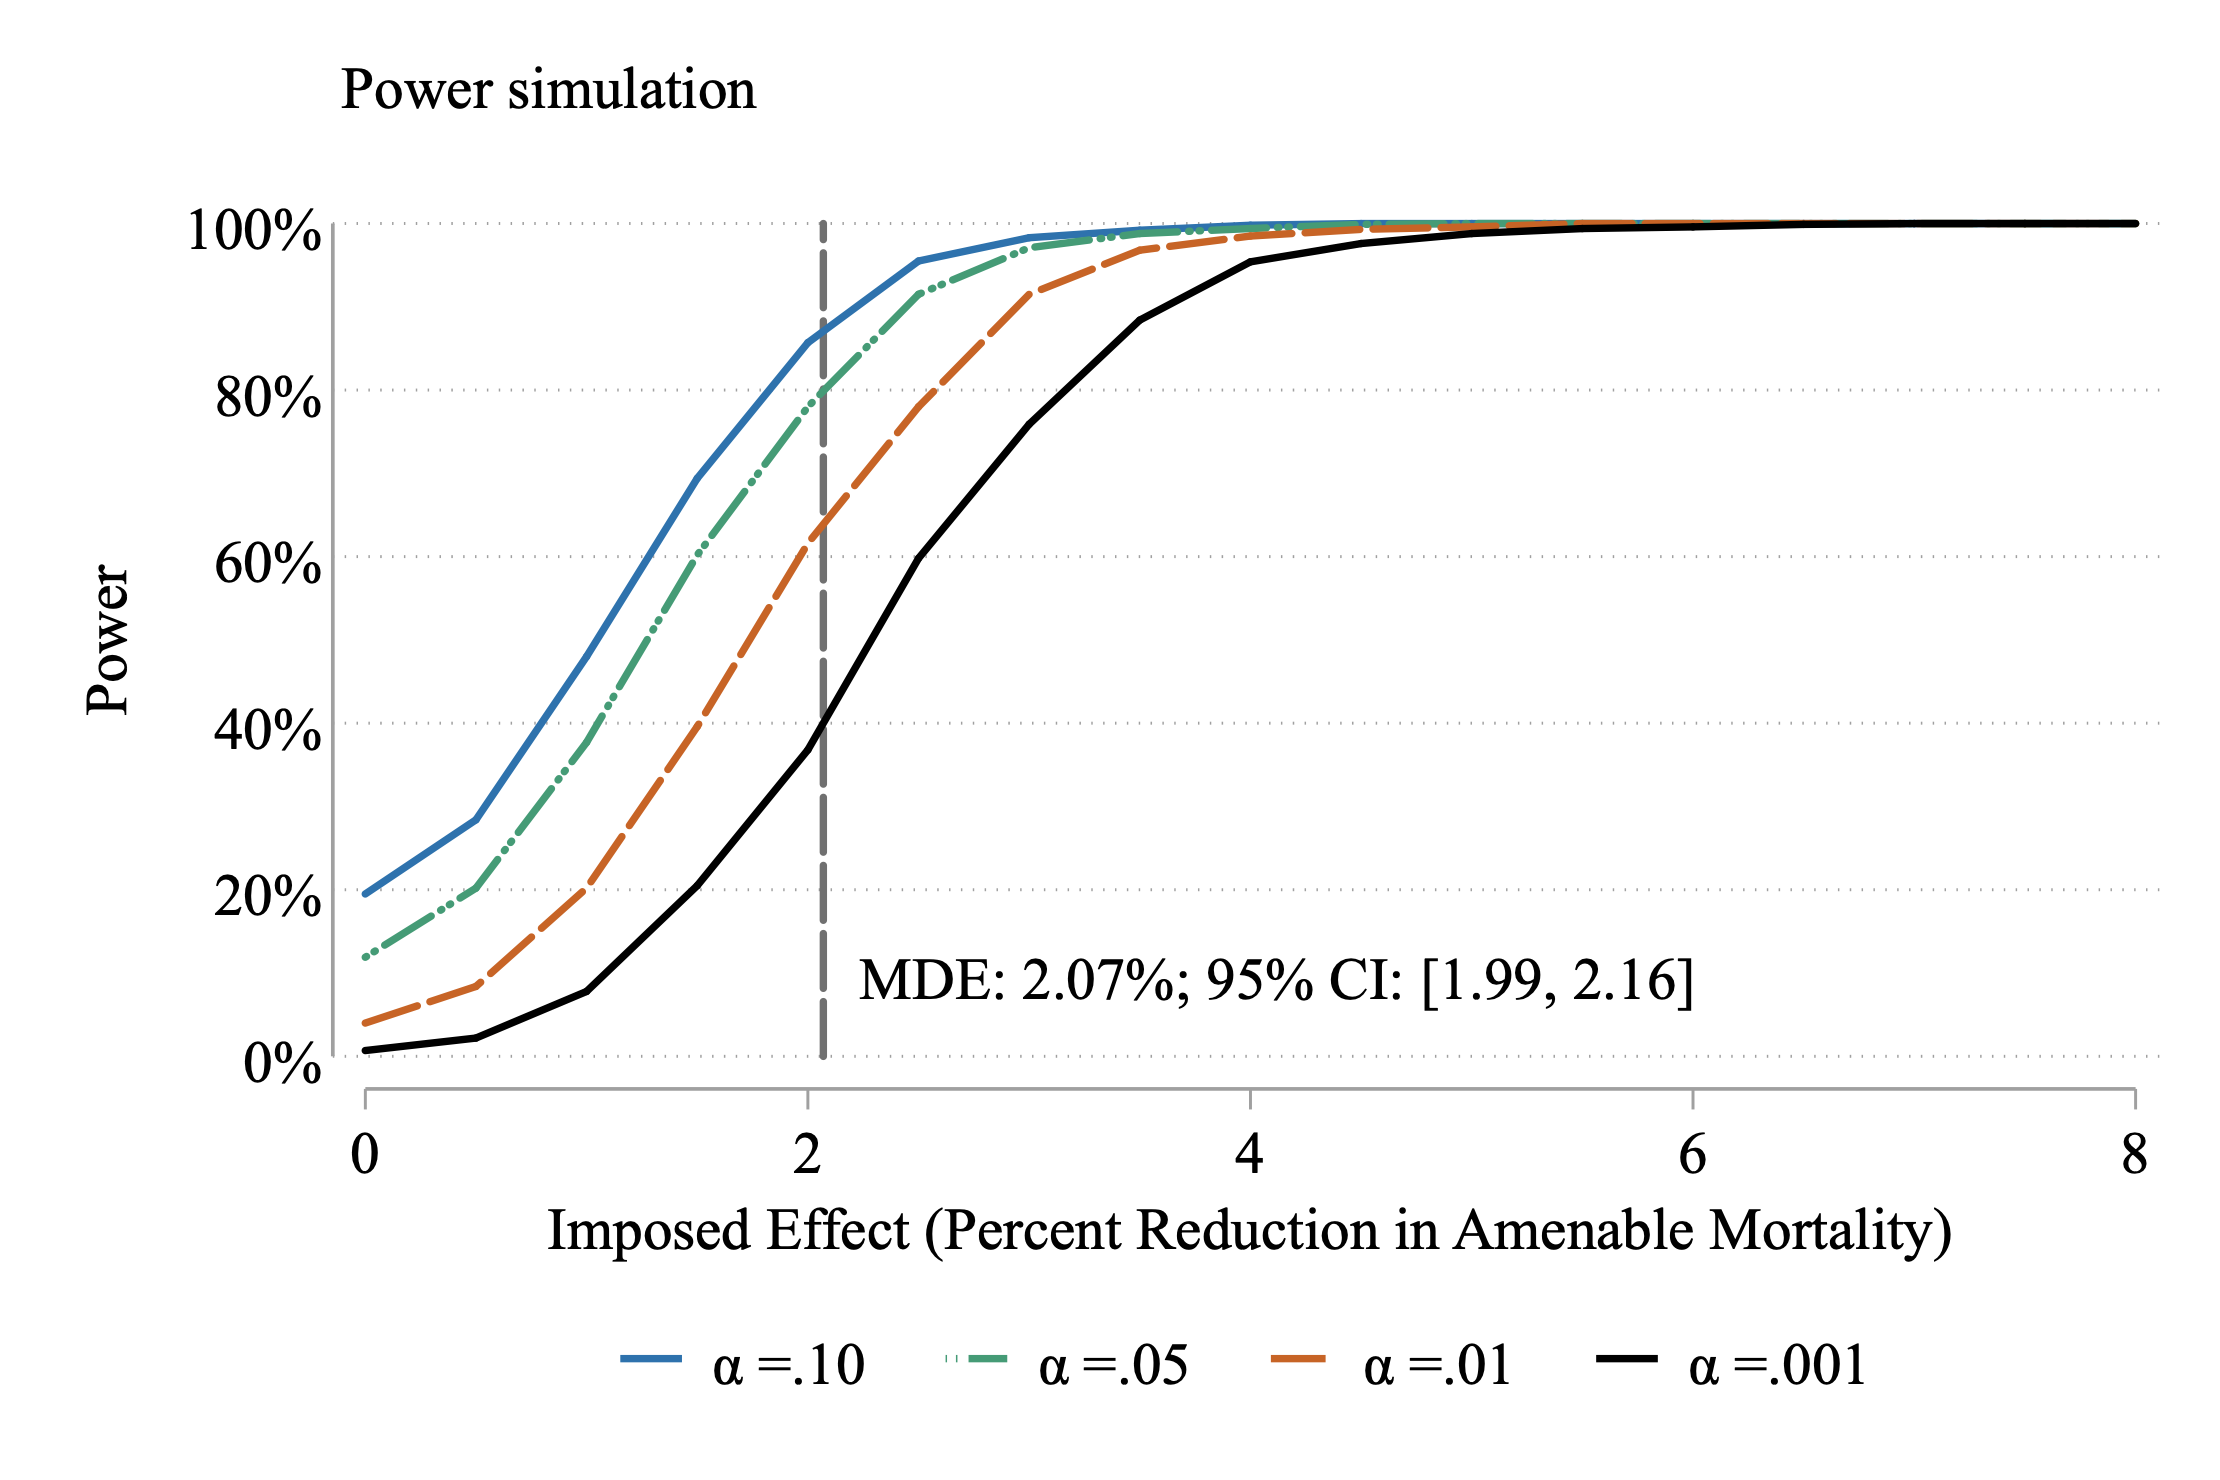 Power simulation
100%
80%
60%
40%
20%
0%
Power
MDE: 2.07%; 95% CI: [1.99, 2.16]
0 2 4 6 8
Imposed Effect (Percent Reduction in Amenable Mortality)
α =.10 α =.05 α =.01 α =.001